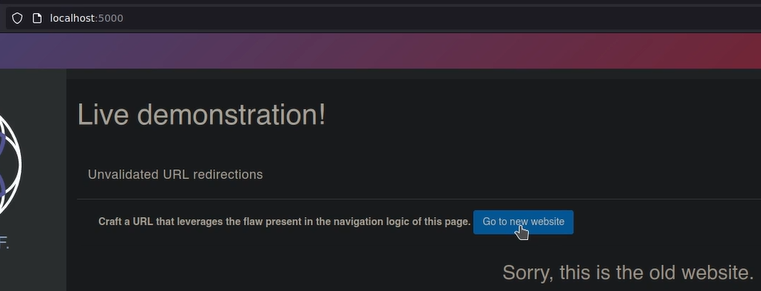 localhost:5000
Live demonstration!
Unvalidated URL redirections
Craft a URL that leverages the flaw present in the navigation logic of this page. Go to new website
F.
Sorry, this is the old website.